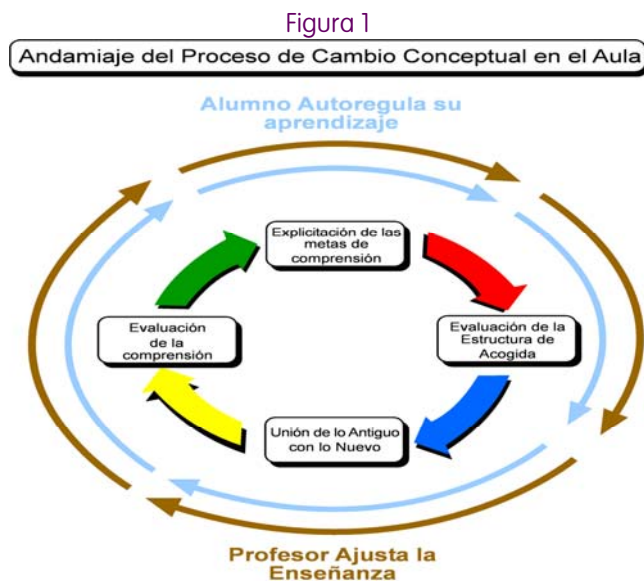 Figura 1
Andamiaje del Proceso de Cambio Conceptual en el Aula
Alumno Autoregula su
aprendizaje
Explicitación de las
metas de
comprensión
Evaluación
de la
comprensión
Evaluación de la
Estructura de
Acogida
Unión de lo Antiguo
con lo Nuevo
Profesor Ajusta la
Enseñanza